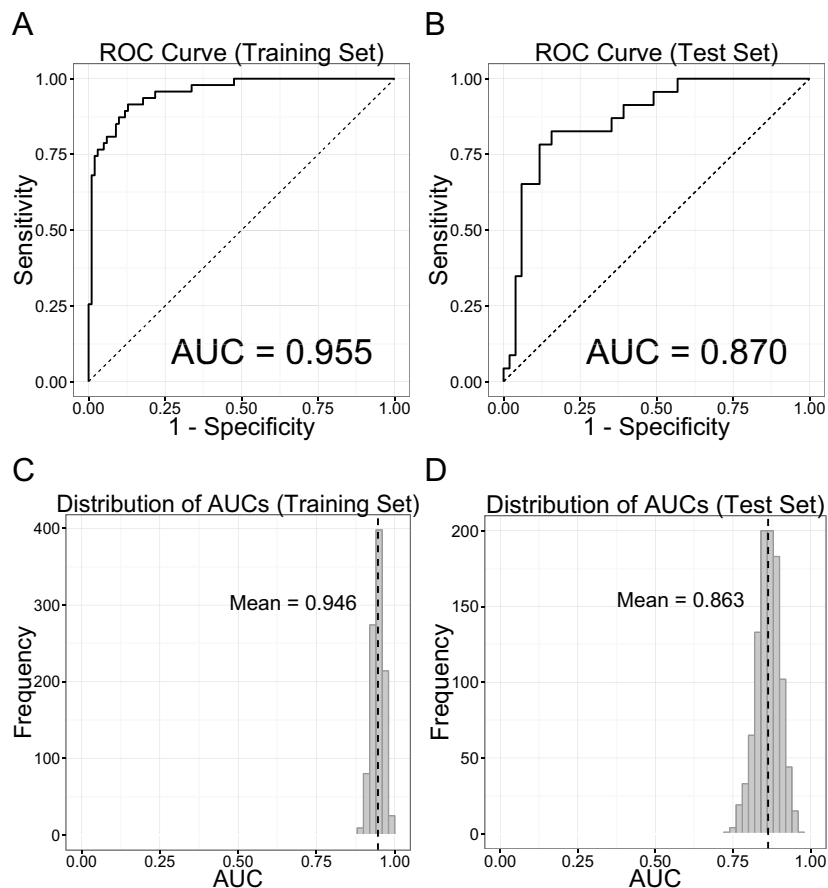 A
ROC Curve (Training Set)
1.00
0.75
0.50
0.25
0.00
Sensitivity
AUC = 0.955
0.00 0.25 0.50 0.75 1.00
1 - Specificity
B
ROC Curve (Test Set)
1.00
0.75
0.50
0.25
0.00
Sensitivity
AUC = 0.870
0.00 0.25 0.50 0.75 1.00
1 - Specificity
C
Distribution of AUCs (Training Set)
400
300
200
100
0
Frequency
Mean = 0.946
0.00 0.25 0.50 0.75 1.00
AUC
D
Distribution of AUCs (Test Set)
200
150
100
50
0
Frequency
Mean = 0.863
0.00 0.25 0.50 0.75 1.00
AUC